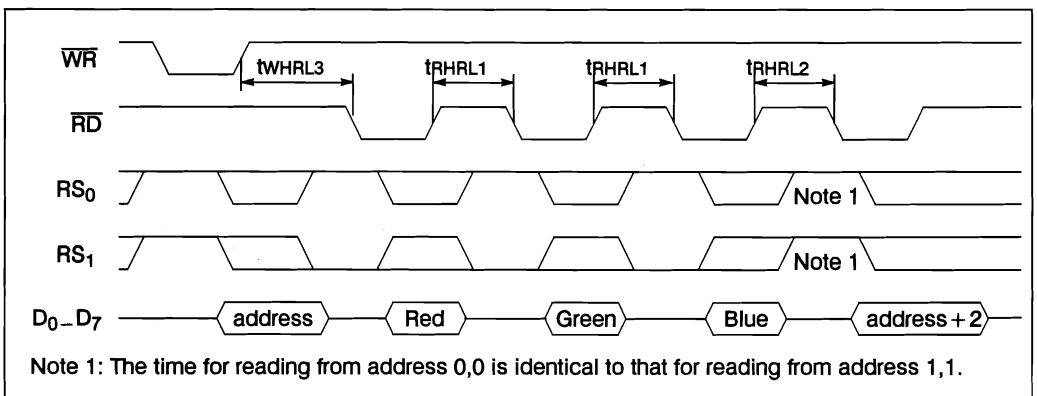 WR
tWHRL3 tRHRL1 tRHRL1 tRHRL2
RD
RS0 Note 1
RS1 Note 1
D0–D7 address Red Green Blue address+2
Note 1: The time for reading from address 0,0 is identical to that for reading from address 1,1.